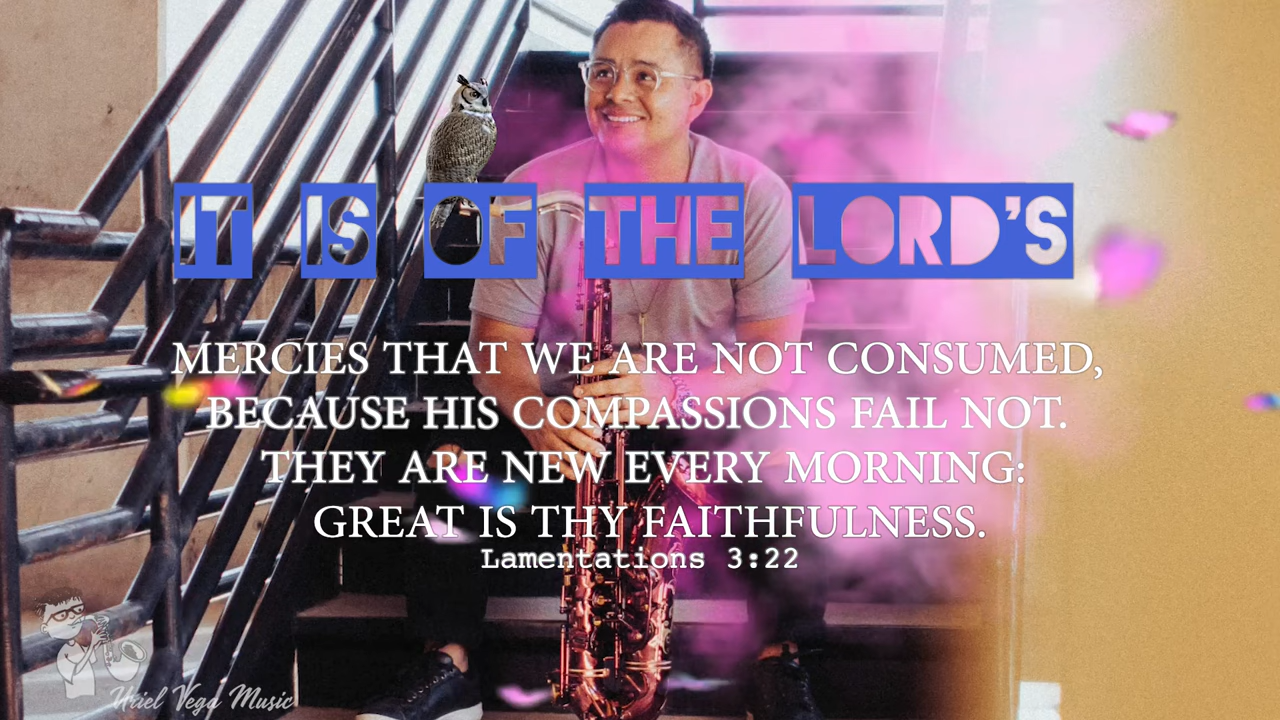 IT IS OF THE LORD'S
MERCIES THAT WE ARE NOT CONSUMED,
BECAUSE HIS COMPASSIONS FAIL NOT.
THEY ARE NEW EVERY MORNING:
GREAT IS THY FAITHFULNESS.
Lamentations 3:22
Uriel Vega Music